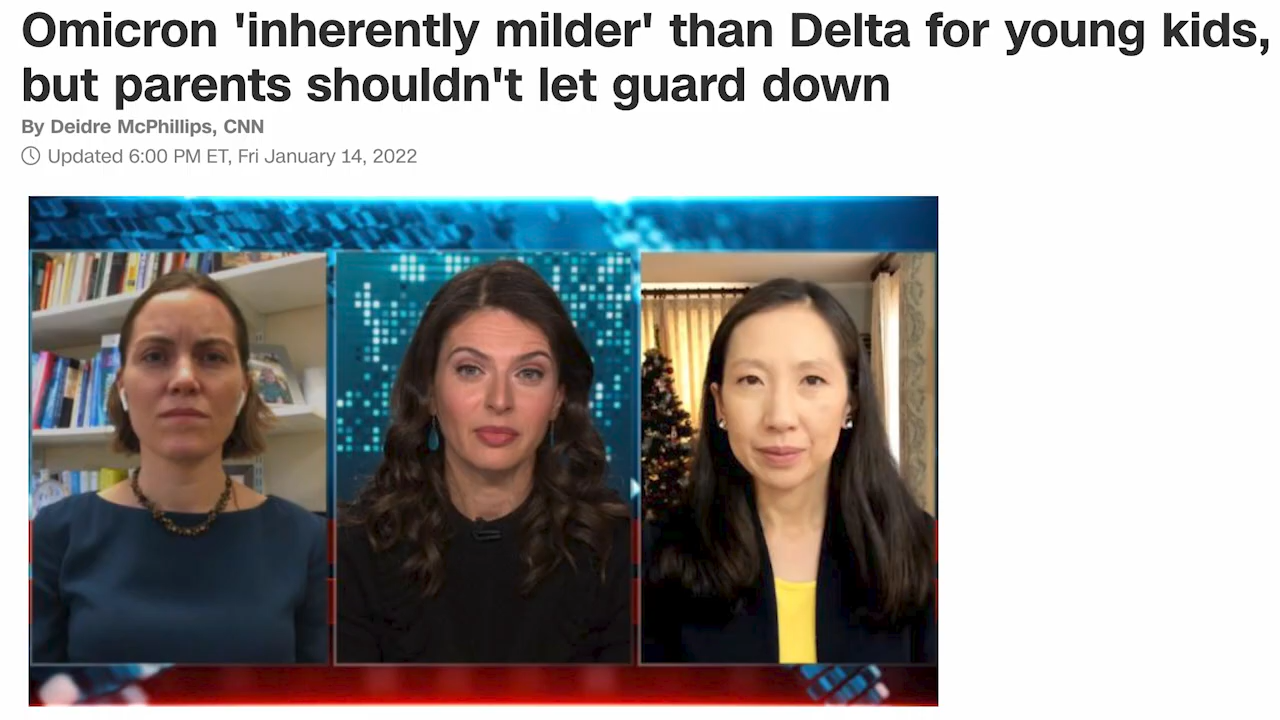 Omicron 'inherently milder' than Delta for young kids,
but parents shouldn't let guard down
By Deidre McPhillips, CNN
Updated 6:00 PM ET, Fri January 14, 2022